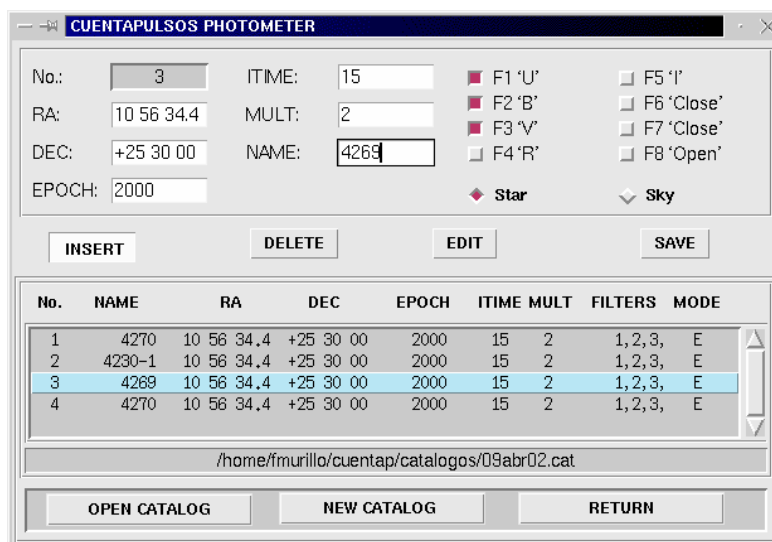 CUENTAPULSOS PHOTOMETER
No.: 3 ITIME: 15 F1 'U' F5 'I'
RA: 10 56 34.4 MULT: 2 F2 'B' F6 'Close'
F3 'V' F7 'Close'
DEC: +25 30 00 NAME: 4269 F4 'R' F8 'Open'
EPOCH: 2000 Star Sky
INSERT DELETE EDIT SAVE
No. NAME RA DEC EPOCH ITIME MULT FILTERS MODE
1 4270 10 56 34.4 +25 30 00 2000 15 2 1,2,3, E
2 4230-1 10 56 34.4 +25 30 00 2000 15 2 1,2,3, E
3 4269 10 56 34.4 +25 30 00 2000 15 2 1,2,3, E
4 4270 10 56 34.4 +25 30 00 2000 15 2 1,2,3, E
/home/fmurillo/cuentap/catalogos/09abr02.cat
OPEN CATALOG NEW CATALOG RETURN